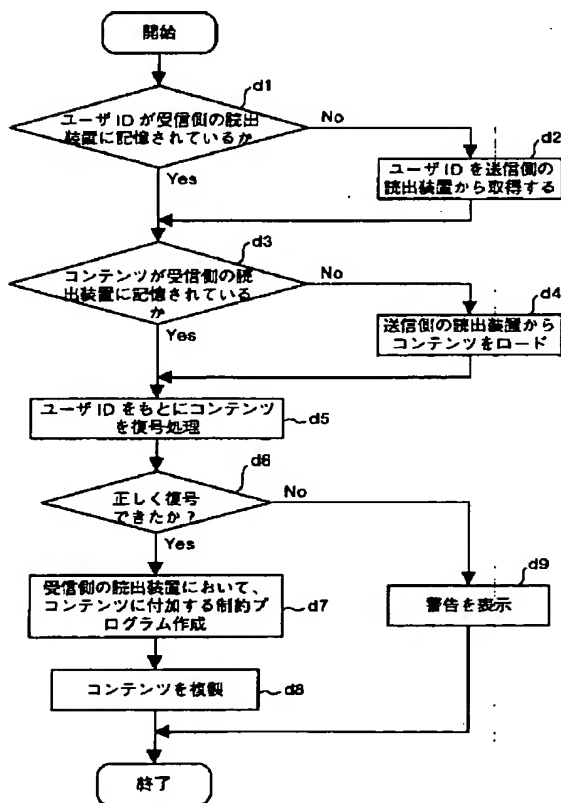 開始
d1
ユーザ ID が受信側の読出
装置に記憶されているか
No
Yes
d2
ユーザ ID を送信側の
読出装置から取得する
d3
コンテンツが受信側の読
出装置に記憶されている
か
No
Yes
d4
送信側の読出装置から
コンテンツをロード
ユーザ ID をもとにコンテンツ
を復号処理
d5
d6
正しく復号
できたか？
No
Yes
受信側の読出装置において、
コンテンツに付加する制約プ
ログラム作成
d7
d9
警告を表示
コンテンツを複製
d8
終了